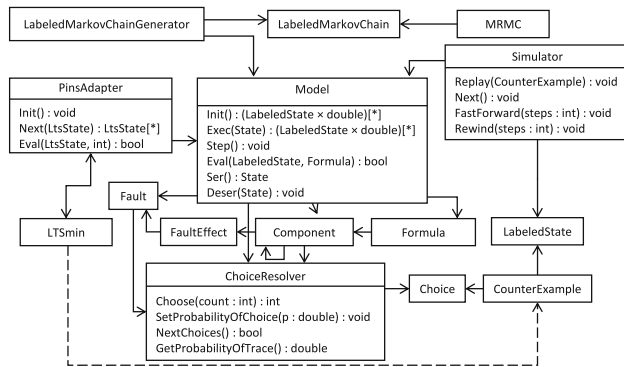 LabeledMarkovChainGenerator
LabeledMarkovChain
MRMC
Simulator
Replay(CounterExample) : void
Next() : void
FastForward(steps : int) : void
Rewind(steps : int) : void
PinsAdapter
Init() : void
Next(LtsState) : LtsState[*]
Eval(LtsState, int) : bool
Model
Init() : (LabeledState × double)[*]
Exec(State) : (LabeledState × double)[*]
Step() : void
Eval(LabeledState, Formula) : bool
Ser() : State
Deser(State) : void
Fault
LTSmin
FaultEffect
Component
Formula
LabeledState
ChoiceResolver
Choose(count : int) : int
SetProbabilityOfChoice(p : double) : void
NextChoices() : bool
GetProbabilityOfTrace() : double
Choice
CounterExample